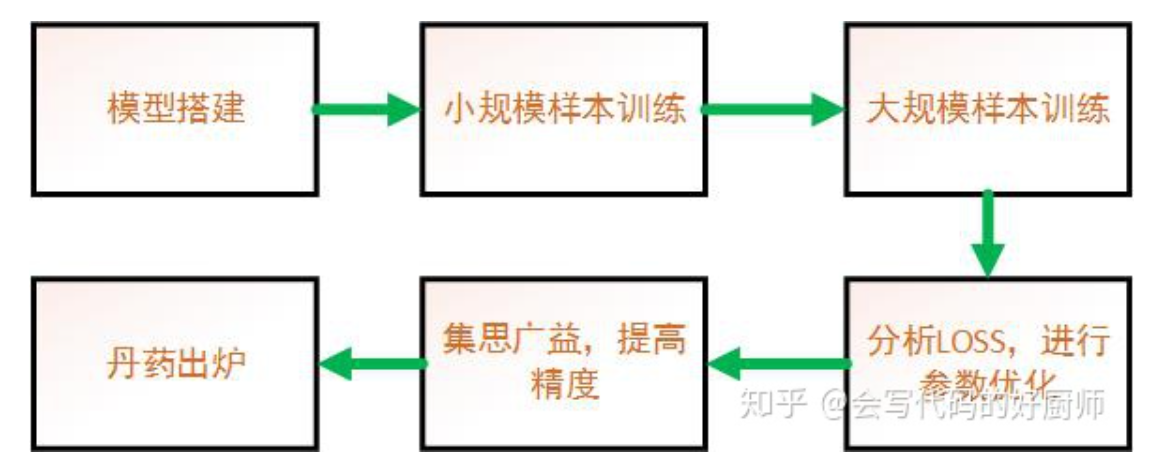 模型搭建
小规模样本训练
大规模样本训练
分析LOSS，进行
参数优化
集思广益，提高
精度
丹药出炉
知乎 @会写代码的好厨师